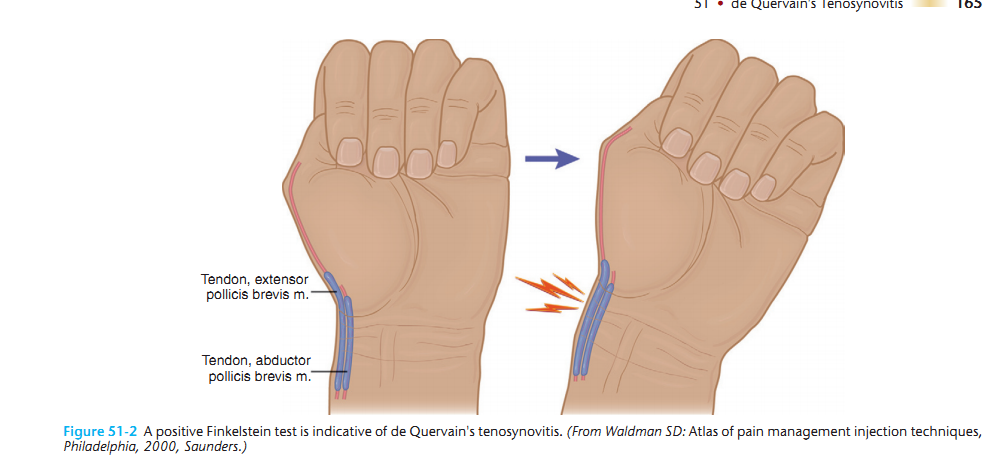 51 • de Quervain's Tenosynovitis 165
Tendon, extensor
pollicis brevis m.
Tendon, abductor
pollicis brevis m.
Figure 51-2 A positive Finkelstein test is indicative of de Quervain's tenosynovitis. (From Waldman SD: Atlas of pain management injection techniques,
Philadelphia, 2000, Saunders.)